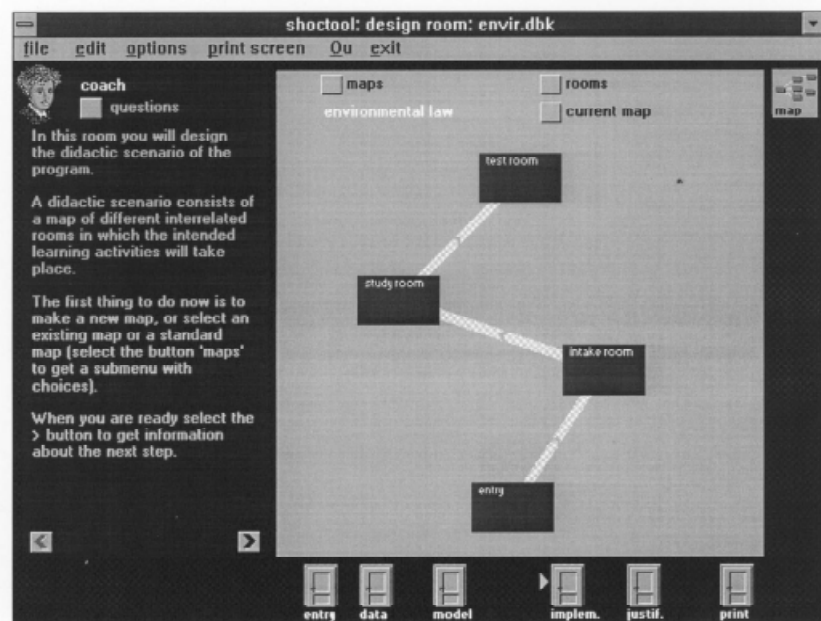 shoctool: design room: envir.dbk
file edit options print screen Qu exit
coach
questions
In this room you will design
the didactic scenario of the
program.
A didactic scenario consists of
a map of different interrelated
rooms in which the intended
learning activities will take
place.
The first thing to do now is to
make a new map, or select an
existing map or a standard
map (select the button 'maps'
to get a submenu with
choices).
When you are ready select the
> button to get information
about the next step.
maps
rooms
environmental law
current map
map
test room
study room
intake room
entry
entry data model implem. justif. print